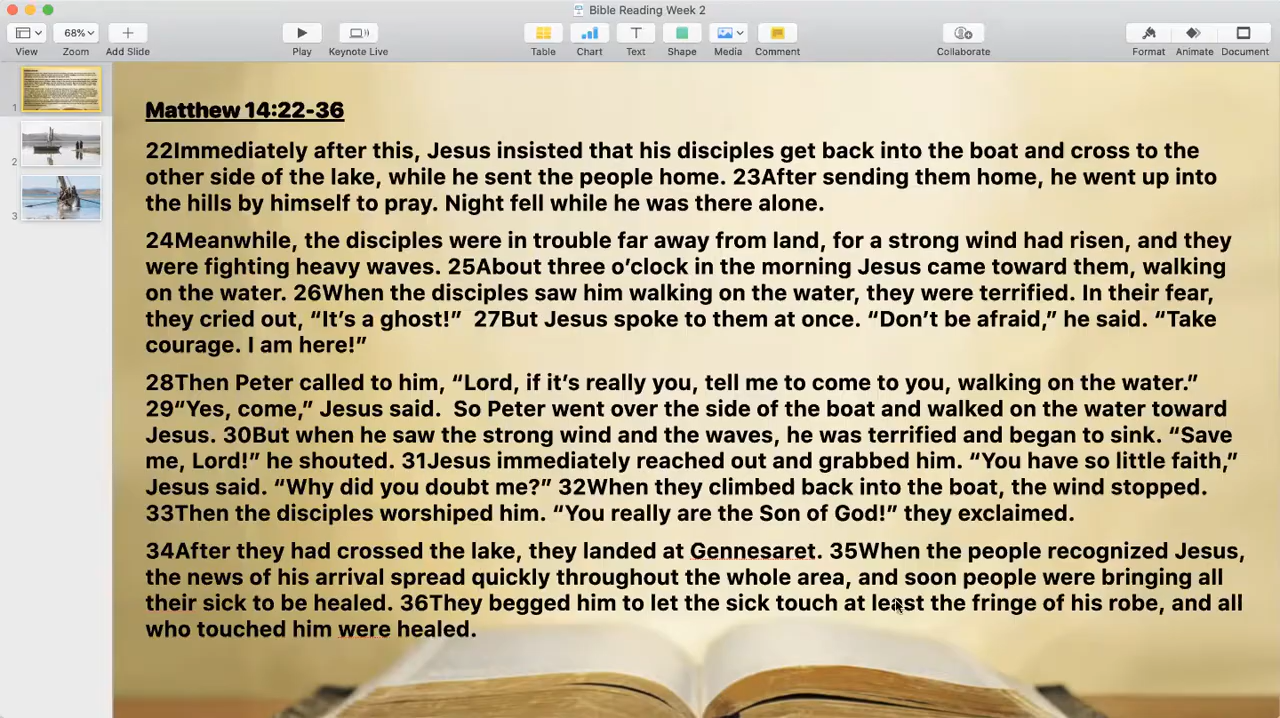 Bible Reading Week 2
68%
View
Zoom
Add Slide
Play
Keynote Live
Table
Chart
Text
Shape
Media
Comment
Collaborate
Format
Animate
Document
1
2
3
Matthew 14:22-36
22Immediately after this, Jesus insisted that his disciples get back into the boat and cross to the
other side of the lake, while he sent the people home. 23After sending them home, he went up into
the hills by himself to pray. Night fell while he was there alone.
24Meanwhile, the disciples were in trouble far away from land, for a strong wind had risen, and they
were fighting heavy waves. 25About three o’clock in the morning Jesus came toward them, walking
on the water. 26When the disciples saw him walking on the water, they were terrified. In their fear,
they cried out, “It’s a ghost!”  27But Jesus spoke to them at once. “Don’t be afraid,” he said. “Take
courage. I am here!”
28Then Peter called to him, “Lord, if it’s really you, tell me to come to you, walking on the water.”
29“Yes, come,” Jesus said.  So Peter went over the side of the boat and walked on the water toward
Jesus. 30But when he saw the strong wind and the waves, he was terrified and began to sink. “Save
me, Lord!” he shouted. 31Jesus immediately reached out and grabbed him. “You have so little faith,”
Jesus said. “Why did you doubt me?” 32When they climbed back into the boat, the wind stopped.
33Then the disciples worshiped him. “You really are the Son of God!” they exclaimed.
34After they had crossed the lake, they landed at Gennesaret. 35When the people recognized Jesus,
the news of his arrival spread quickly throughout the whole area, and soon people were bringing all
their sick to be healed. 36They begged him to let the sick touch at least the fringe of his robe, and all
who touched him were healed.